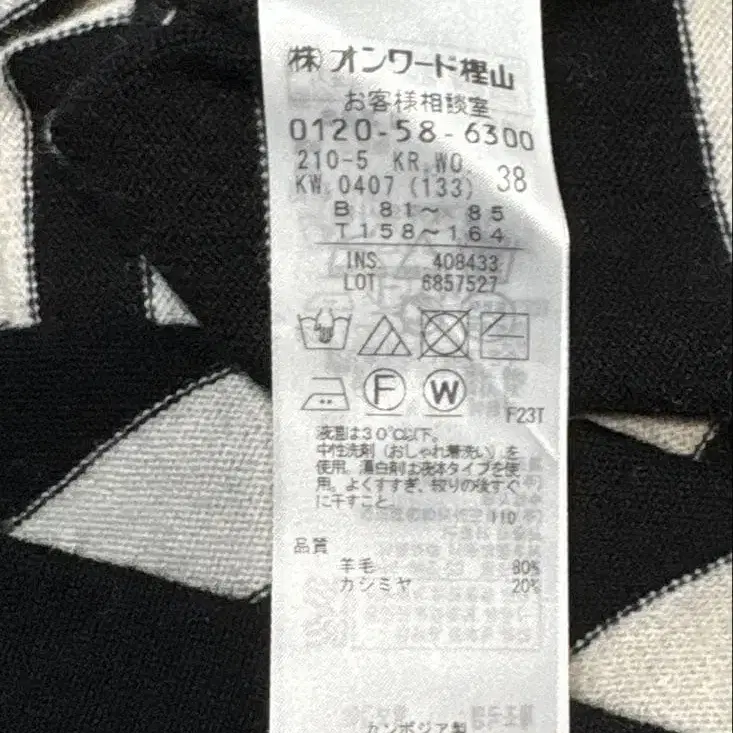 (株)オンワード樫山
お客様相談室
0120-58-6300
210-5 KR.WO. 38
KW.0407 (133)
B 81〜 85
T158〜164
INS. 408433
LOT 6857527
F W
F23T
液温は30℃以下。
中性洗剤(おしゃれ着洗い)を
使用。漂白剤は液体タイプを使
用。よくすすぎ、絞りの後すぐ
に干すこと。
110
品質
羊毛 80%
カシミヤ 20%
カンボジア製